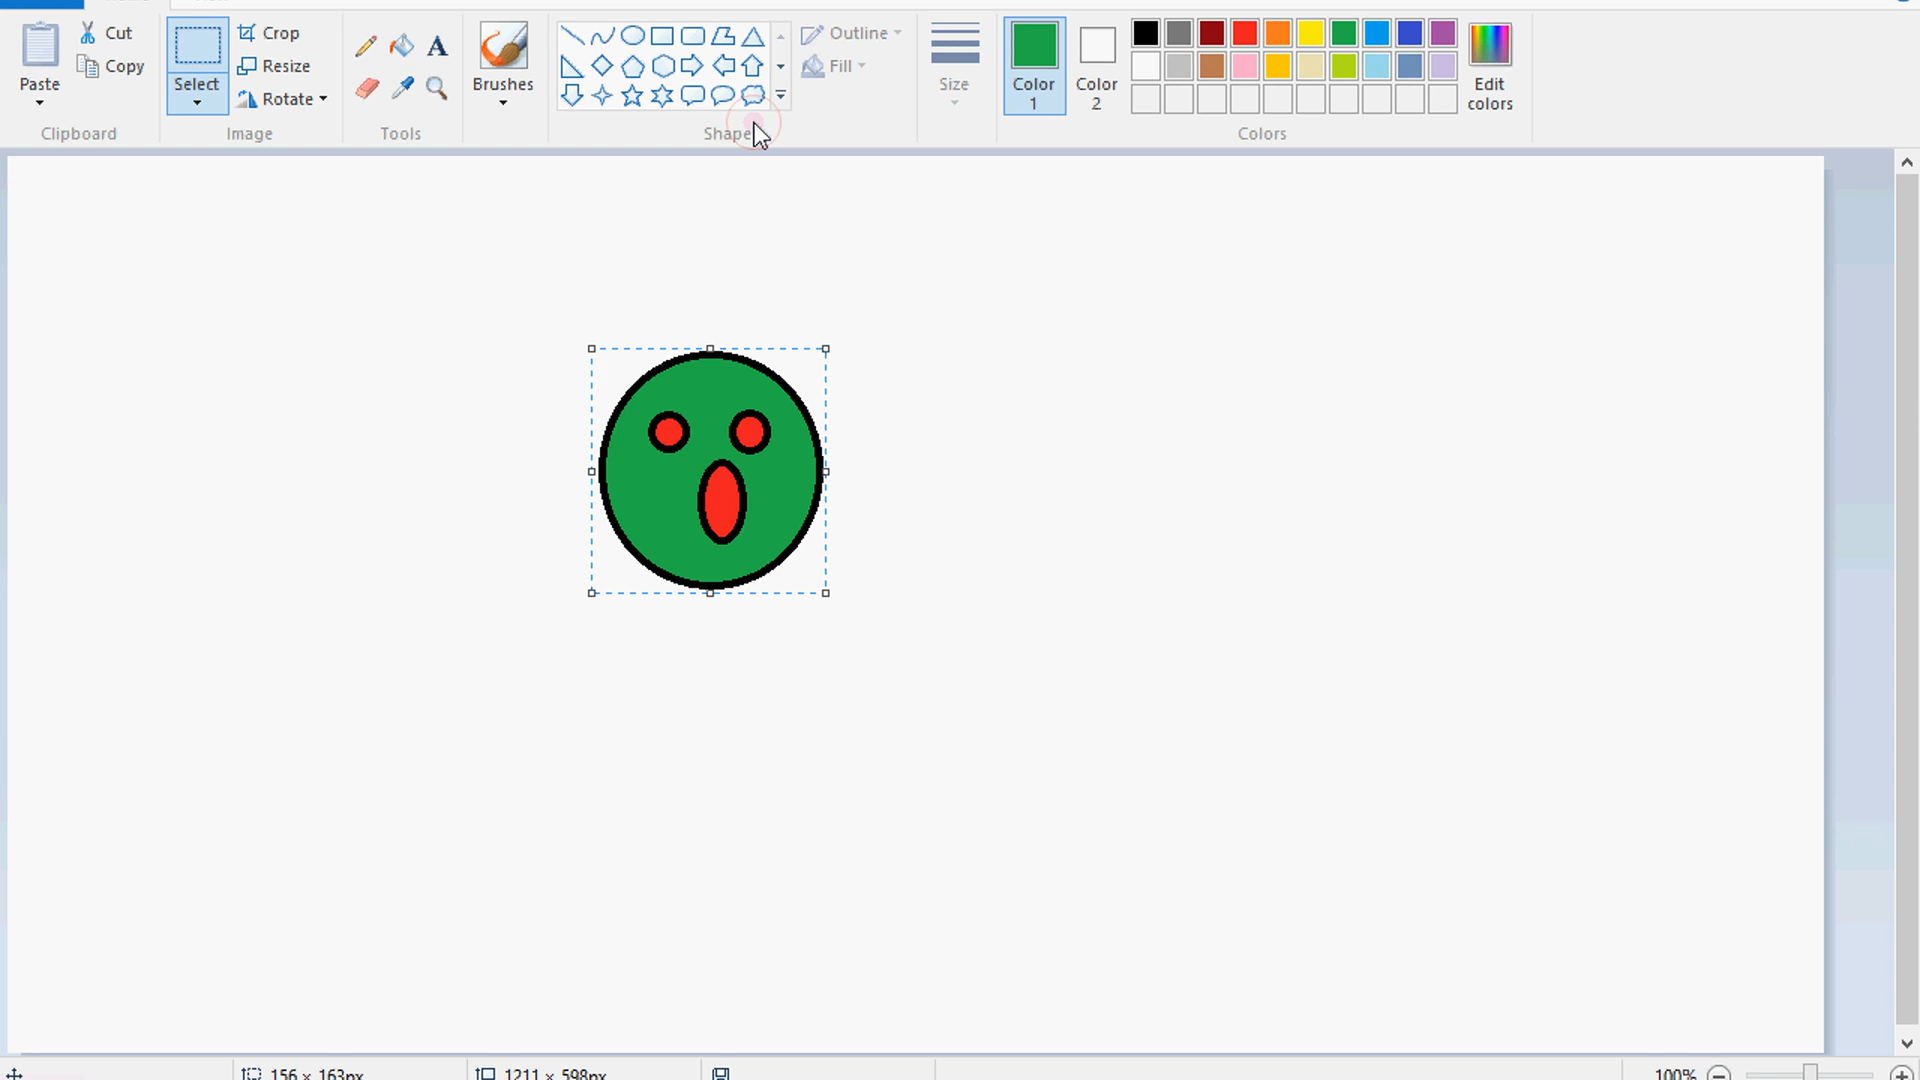 Cut
Copy
Paste
Clipboard
Select
Crop
Resize
Rotate
Image
Tools
A
Brushes
Outline
Fill
Size
Color
1
Color
2
Edit
colors
Colors
156 × 163px
1211 × 598px
100%